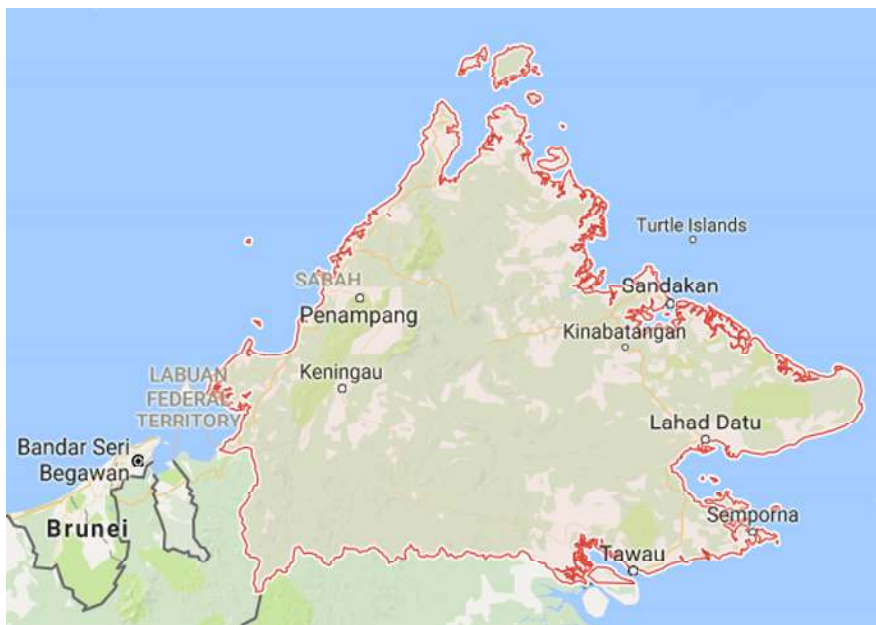 Turtle Islands
SABAH
Sandakan
Penampang
Kinabatangan
LABUAN
FEDERAL
TERRITORY
Keningau
Lahad Datu
Bandar Seri
Begawan
Brunei
Semporna
Tawau